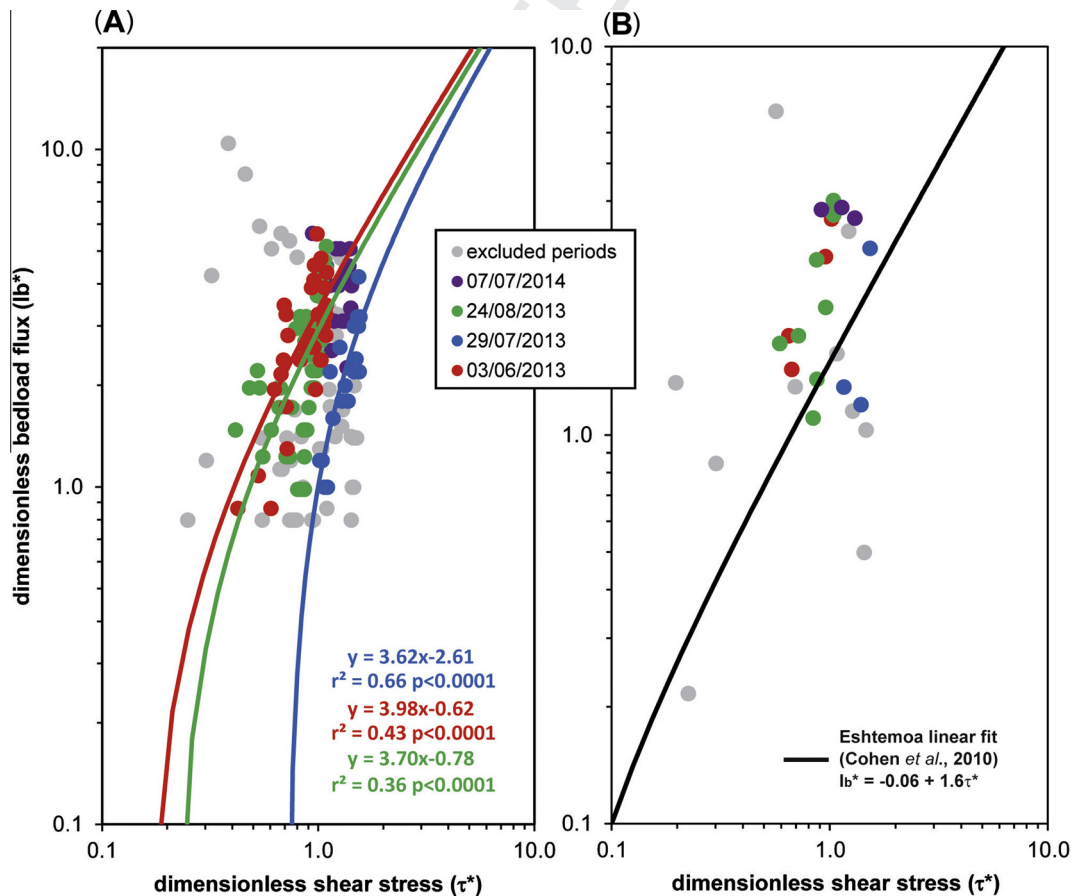 (A)
(B)
dimensionless bedload flux (Ib*)
10.0
1.0
0.1
0.1
1.0
10.0
dimensionless shear stress (τ*)
y = 3.62x-2.61
r² = 0.66 p<0.0001
y = 3.98x-0.62
r² = 0.43 p<0.0001
y = 3.70x-0.78
r² = 0.36 p<0.0001
excluded periods
07/07/2014
24/08/2013
29/07/2013
03/06/2013
10.0
1.0
0.1
0.1
1.0
10.0
dimensionless shear stress (τ*)
Eshtemoa linear fit
(Cohen et al., 2010)
Ib* = -0.06 + 1.6τ*